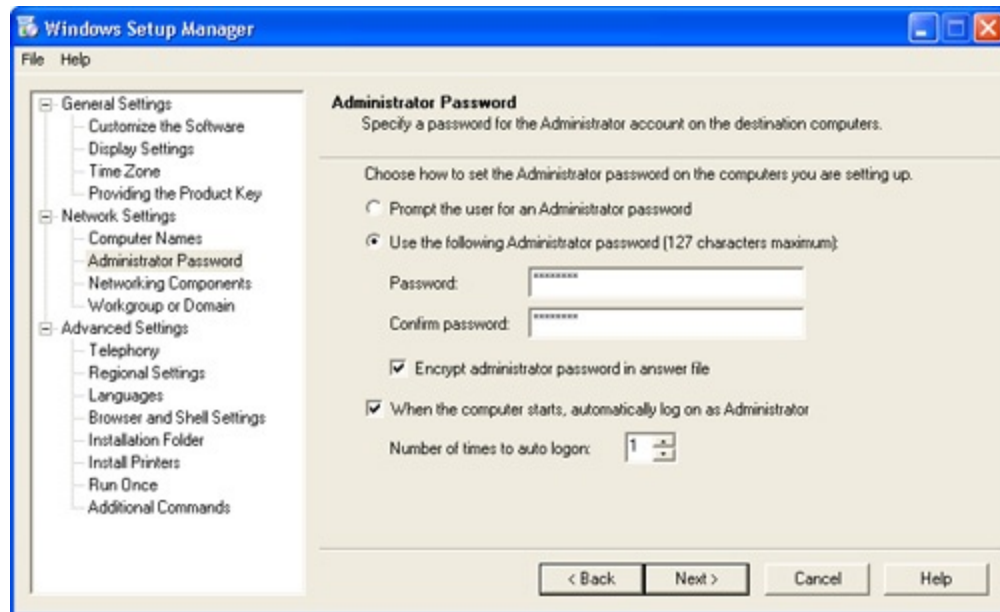 Windows Setup Manager
File Help
General Settings
Customize the Software
Display Settings
Time Zone
Providing the Product Key
Network Settings
Computer Names
Administrator Password
Networking Components
Workgroup or Domain
Advanced Settings
Telephony
Regional Settings
Languages
Browser and Shell Settings
Installation Folder
Install Printers
Run Once
Additional Commands
Administrator Password
Specify a password for the Administrator account on the destination computers.
Choose how to set the Administrator password on the computers you are setting up.
Prompt the user for an Administrator password
Use the following Administrator password (127 characters maximum):
Password: ********
Confirm password: ********
Encrypt administrator password in answer file
When the computer starts, automatically log on as Administrator
Number of times to auto logon: 1
< Back Next > Cancel Help